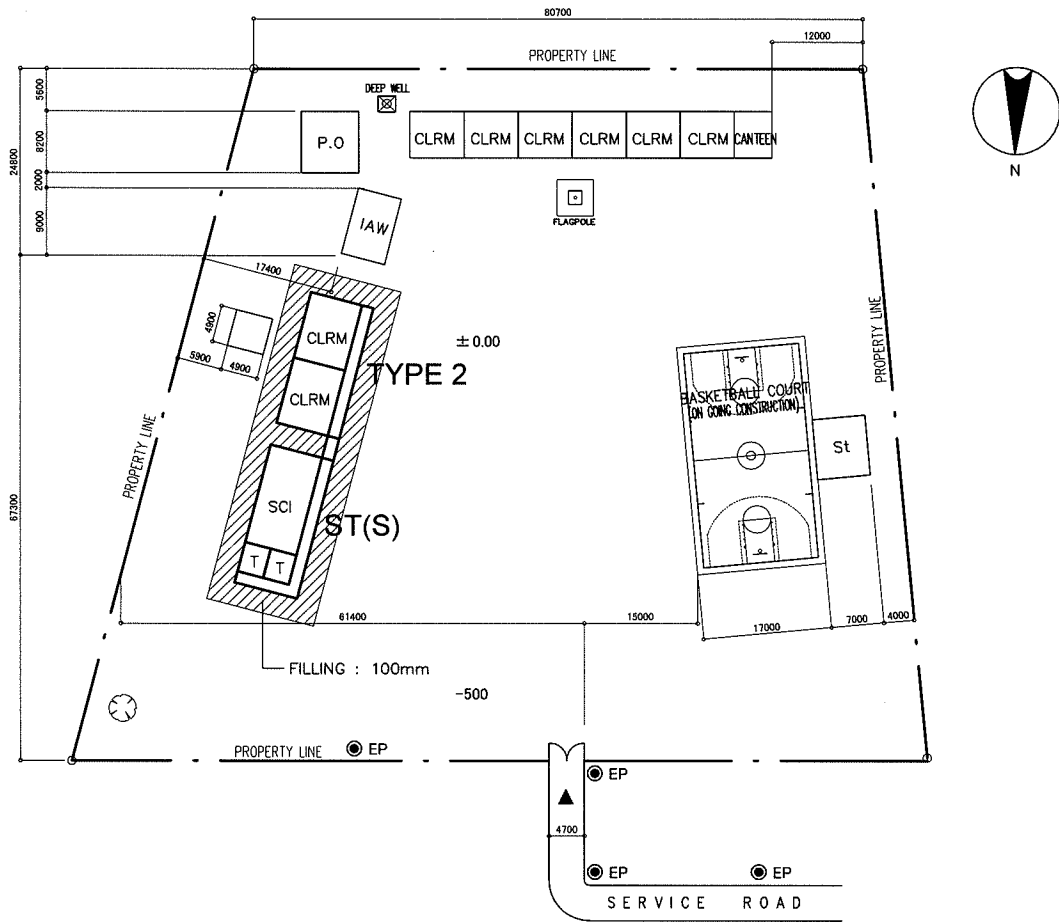 80700
12000
PROPERTY LINE
5600
8200
24800
2000
9000
DEEP WELL
P.O
CLRM CLRM CLRM CLRM CLRM CLRM CANTEEN
N
IAW
FLAGPOLE
17400
4900
5900
4900
CLRM
CLRM
TYPE 2
±0.00
PROPERTY LINE
BASKETBALL COURT
(ON GOING CONSTRUCTION)
St
PROPERTY LINE
67300
SCI
ST(S)
T T
61400
15000
17000
7000
4000
FILLING : 100mm
-500
PROPERTY LINE
EP
EP
4700
EP
EP
SERVICE ROAD